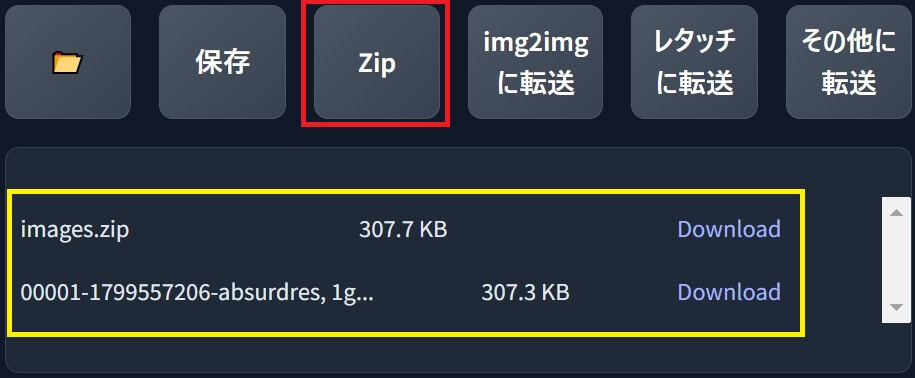 保存
Zip
img2img
に転送
レタッチ
に転送
その他に
転送
images.zip 307.7 KB Download
00001-1799557206-absurdres, 1g... 307.3 KB Download